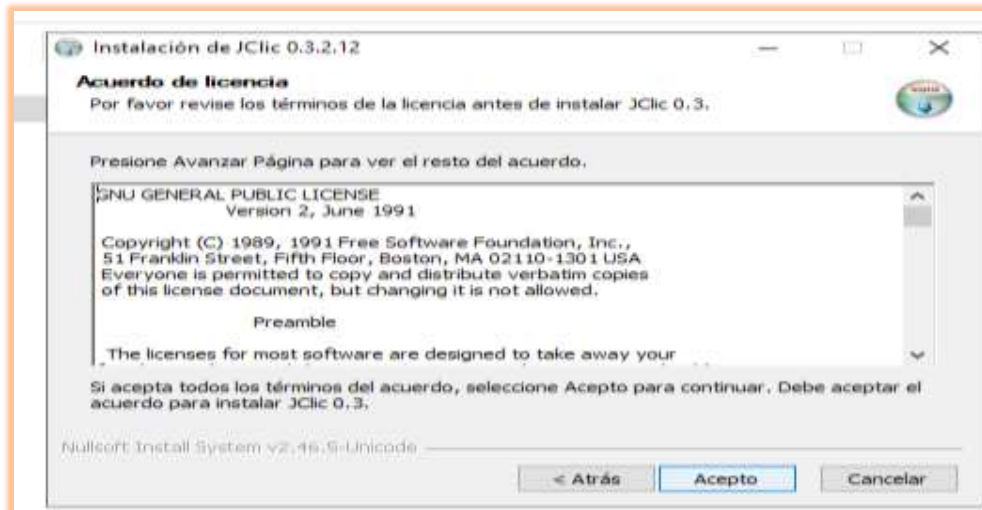 Instalación de JClic 0.3.2.12
Acuerdo de licencia
Por favor revise los términos de la licencia antes de instalar JClic 0.3.
Presione Avanzar Página para ver el resto del acuerdo.
GNU GENERAL PUBLIC LICENSE
Version 2, June 1991
Copyright (C) 1989, 1991 Free Software Foundation, Inc.,
51 Franklin Street, Fifth Floor, Boston, MA 02110-1301 USA
Everyone is permitted to copy and distribute verbatim copies
of this license document, but changing it is not allowed.
Preamble
The licenses for most software are designed to take away your
Si acepta todos los términos del acuerdo, seleccione Acepto para continuar. Debe aceptar el
acuerdo para instalar JClic 0.3.
Nullsoft Install System v2.46.5-Unicode
< Atrás
Acepto
Cancelar